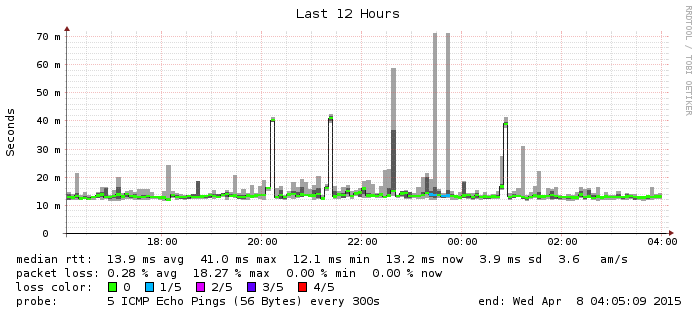 Last 12 Hours
RRDTOOL / TOBI OETIKER
Seconds
70 m
60 m
50 m
40 m
30 m
20 m
10 m
0
18:00 20:00 22:00 00:00 02:00 04:00
median rtt: 13.9 ms avg 41.0 ms max 12.1 ms min 13.2 ms now 3.9 ms sd 3.6 am/s
packet loss: 0.28 % avg 18.27 % max 0.00 % min 0.00 % now
loss color: 0 1/5 2/5 3/5 4/5
probe: 5 ICMP Echo Pings (56 Bytes) every 300s end: Wed Apr 8 04:05:09 2015